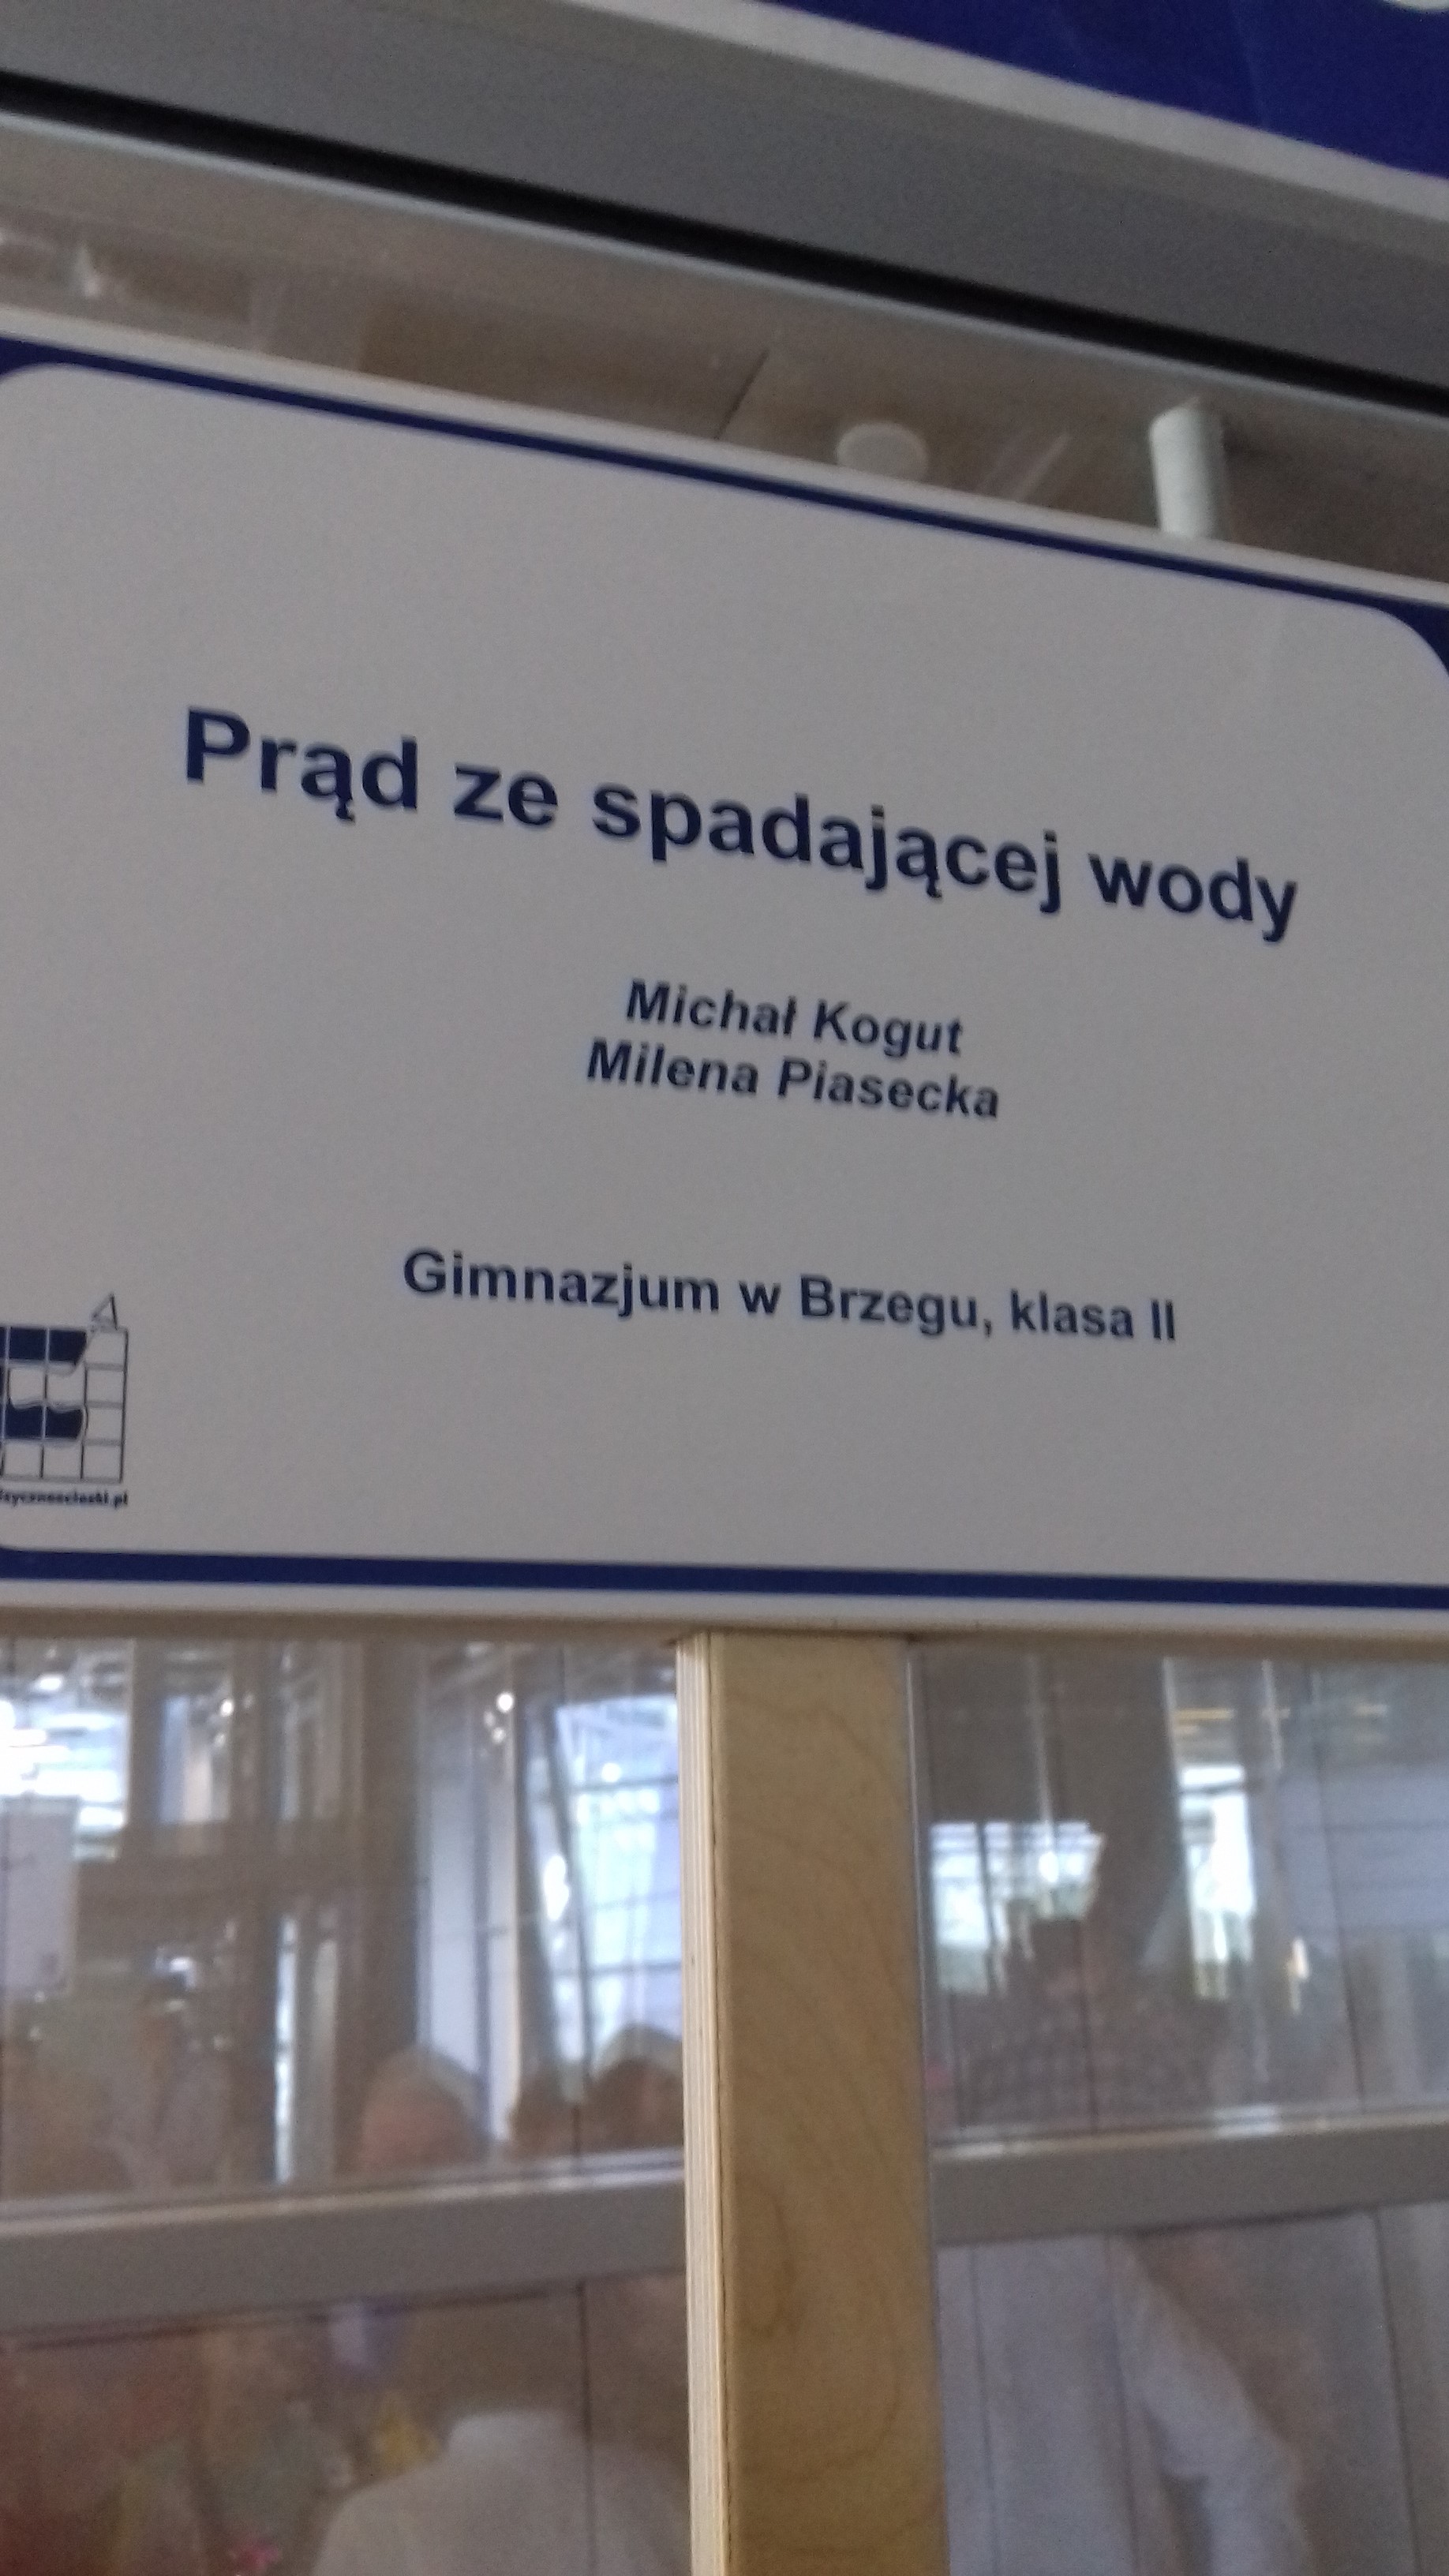 Prąd ze spadającej wody
Michał Kogut
Milena Piasecka
Gimnazjum w Brzegu, klasa II